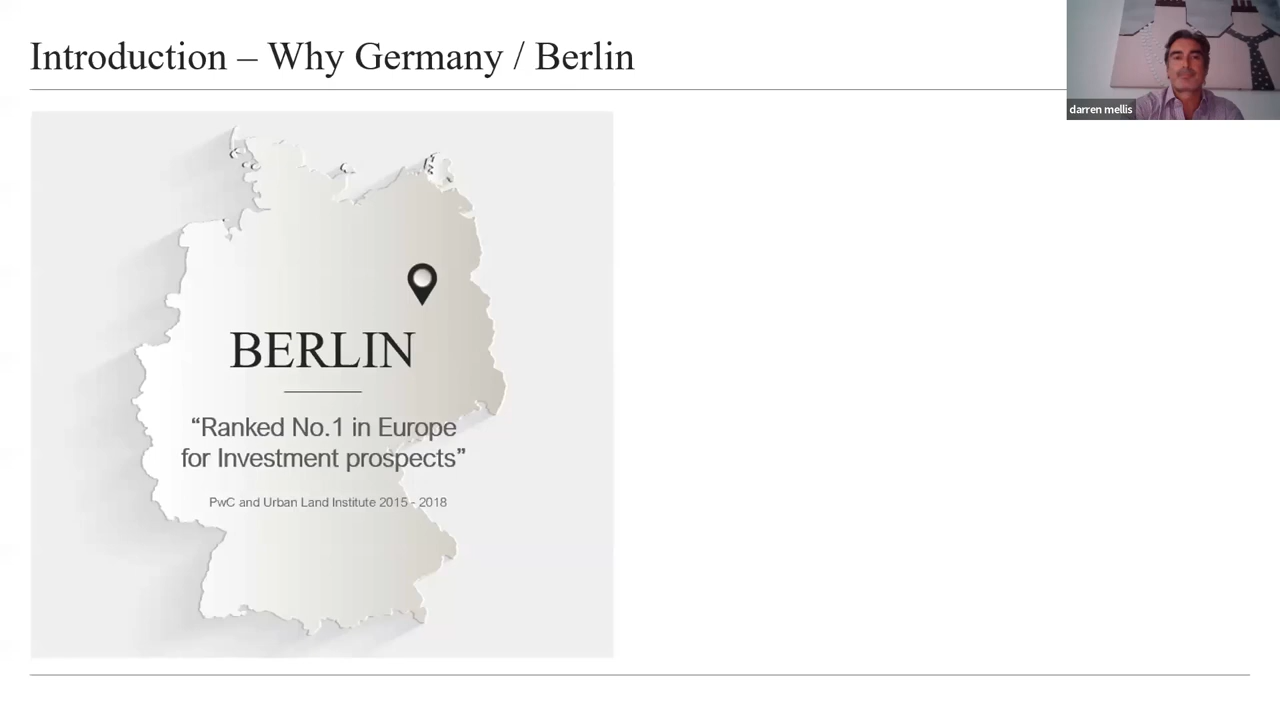 Introduction – Why Germany / Berlin
darren mellis
BERLIN
“Ranked No.1 in Europe
for Investment prospects”
PwC and Urban Land Institute 2015 - 2018